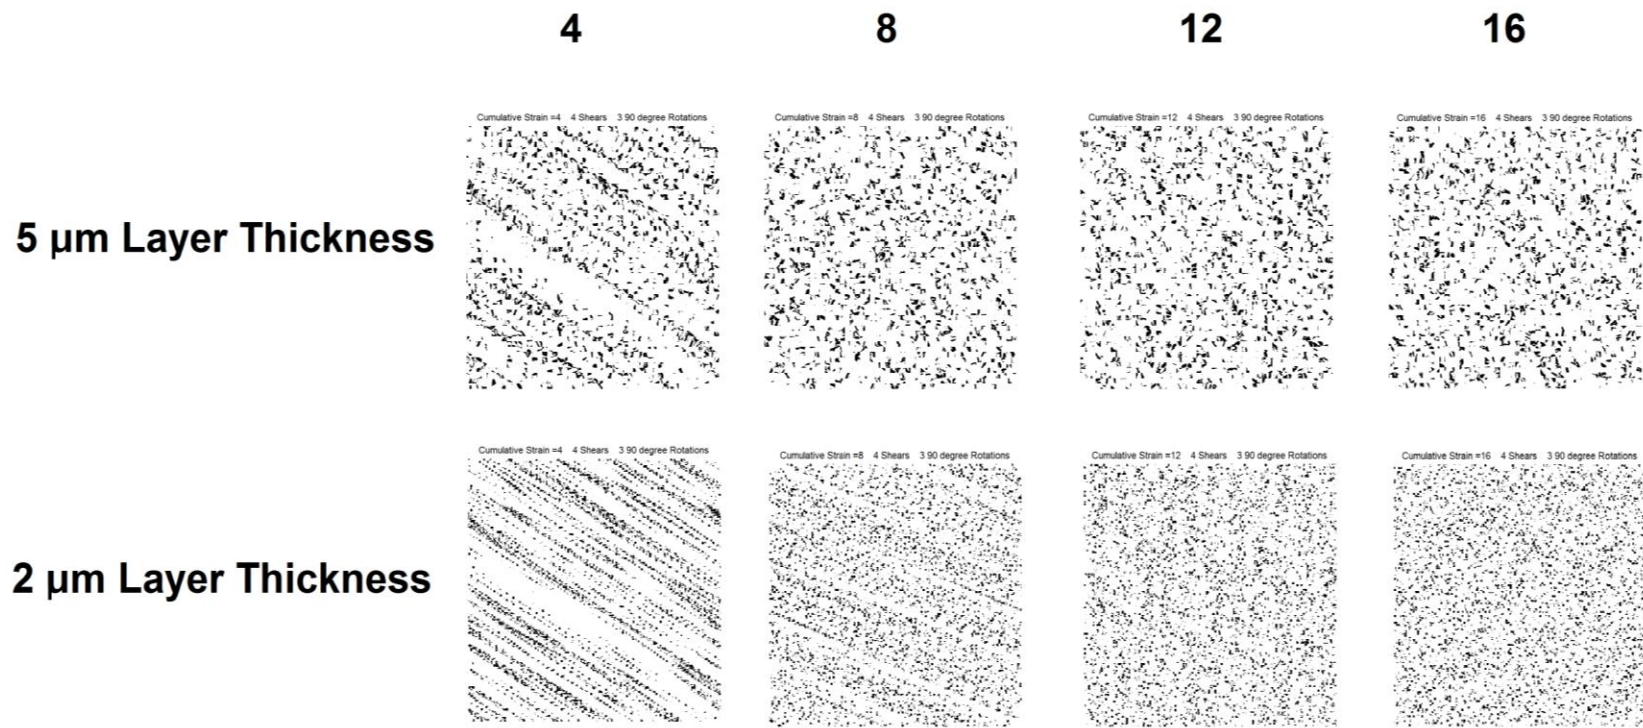 4 8 12 16
Cumulative Strain =4 4 Shears 3 90 degree Rotations
Cumulative Strain =8 4 Shears 3 90 degree Rotations
Cumulative Strain =12 4 Shears 3 90 degree Rotations
Cumulative Strain =16 4 Shears 3 90 degree Rotations
5 µm Layer Thickness
Cumulative Strain =4 4 Shears 3 90 degree Rotations
Cumulative Strain =8 4 Shears 3 90 degree Rotations
Cumulative Strain =12 4 Shears 3 90 degree Rotations
Cumulative Strain =16 4 Shears 3 90 degree Rotations
2 µm Layer Thickness